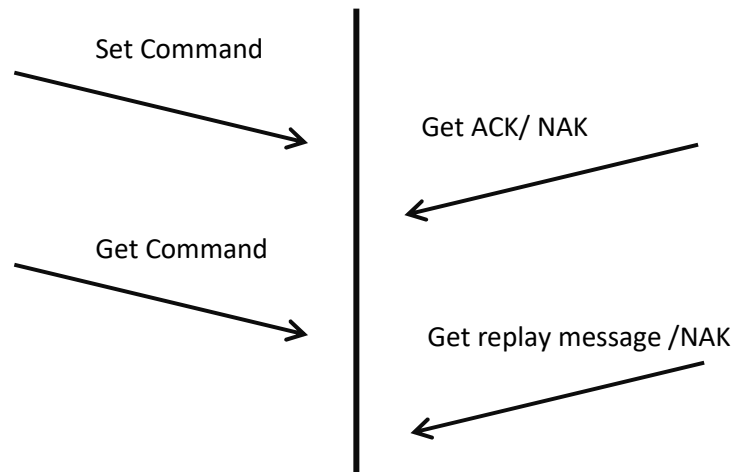 Set Command
Get ACK/ NAK
Get Command
Get replay message /NAK